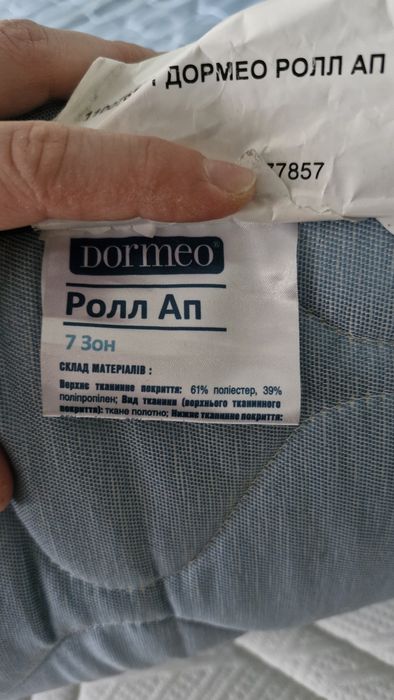 ДОРМЕО РОЛЛ АП
77857
Dormeo®
Ролл Ап
7 Зон
СКЛАД МАТЕРІАЛІВ :
Верхнє тканинне покриття: 61% поліестер, 39%
поліпропілен; Вид тканини (верхнього тканинного
покриття): ткане полотно; Нижнє тканинне покриття: